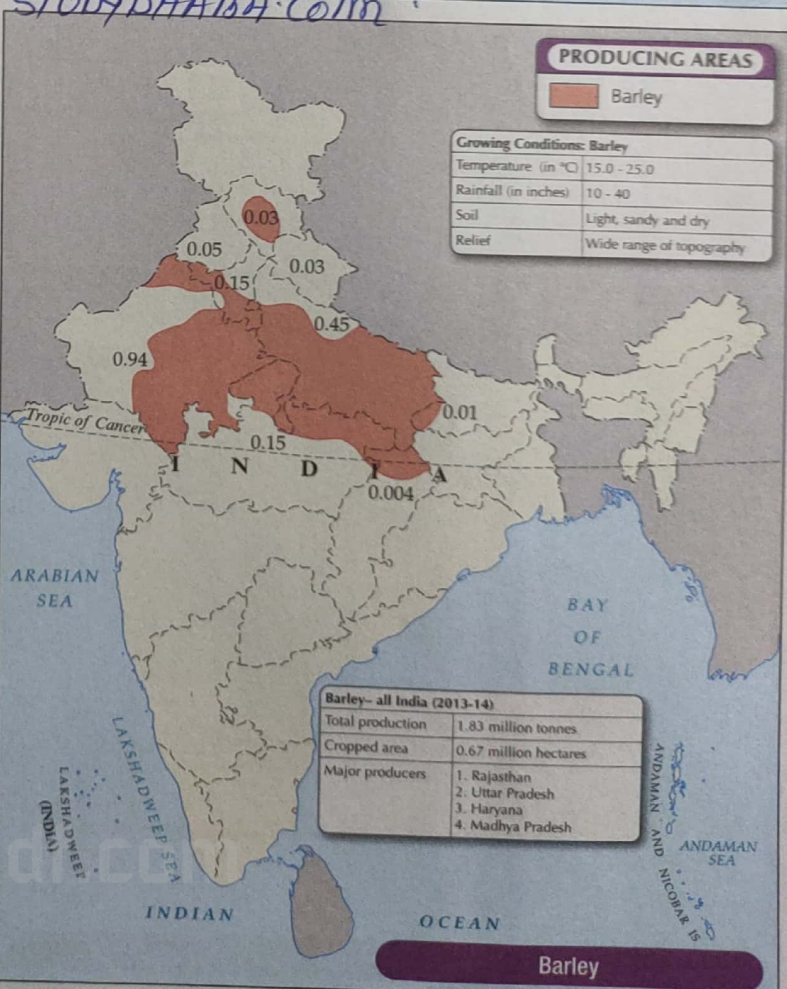 STUDYDHABA.COM
PRODUCING AREAS
Barley
Growing Conditions: Barley
Temperature (in °C) 15.0 - 25.0
Rainfall (in inches) 10 - 40
Soil Light, sandy and dry
Relief Wide range of topography
0.03
0.05
0.03
0.15
0.45
0.94
0.01
Tropic of Cancer
0.15
I N D I A
0.004
ARABIAN
SEA
BAY
OF
BENGAL
Barley– all India (2013-14)
Total production 1.83 million tonnes
Cropped area 0.67 million hectares
Major producers 1. Rajasthan
2. Uttar Pradesh
3. Haryana
4. Madhya Pradesh
LAKSHADWEEP SEA
LAKSHADWEEP
(INDIA)
ANDAMAN AND NICOBAR IS
ANDAMAN
SEA
INDIAN OCEAN
Barley